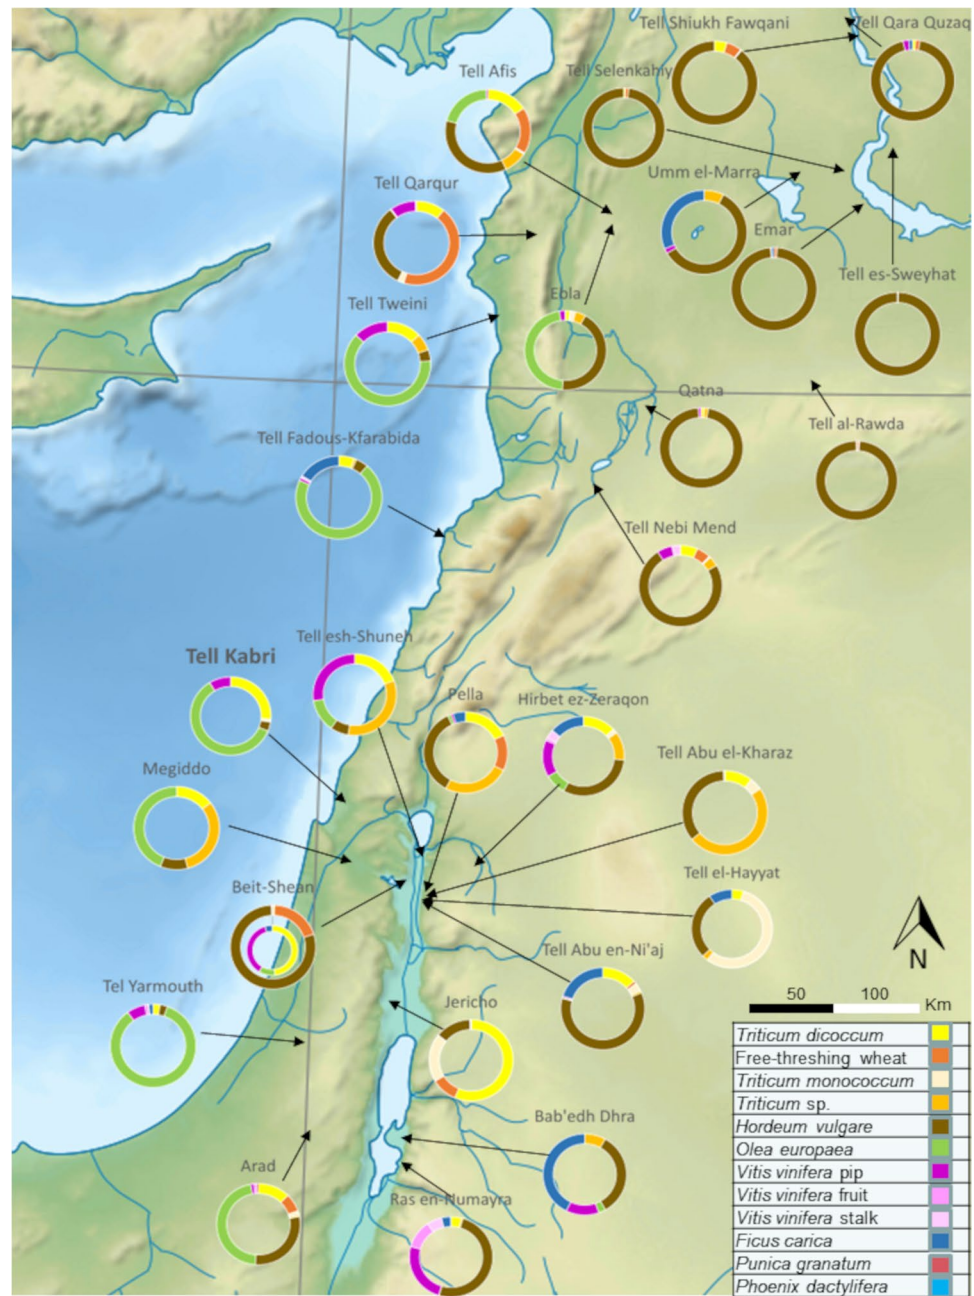 Tell Shiukh Fawqani
Tell Qara Quzaq
Tell Afis
Tell Selenkahiy
Umm el-Marra
Tell Qarqur
Emar
Tell es-Sweyhat
Tell Tweini
Ebla
Qatna
Tell al-Rawda
Tell Fadous-Kfarabida
Tell Nebi Mend
Tell esh-Shuneh
Tell Kabri
Pella
Hirbet ez-Zeraqon
Tell Abu el-Kharaz
Megiddo
Tell el-Hayyat
Beit-Shean
Tell Abu en-Ni'aj
N
Tel Yarmouth
Jericho
50 100 Km
Bab'edh Dhra
Arad
Ras en-Numayra
Triticum dicoccum
Free-threshing wheat
Triticum monococcum
Triticum sp.
Hordeum vulgare
Olea europaea
Vitis vinifera pip
Vitis vinifera fruit
Vitis vinifera stalk
Ficus carica
Punica granatum
Phoenix dactylifera